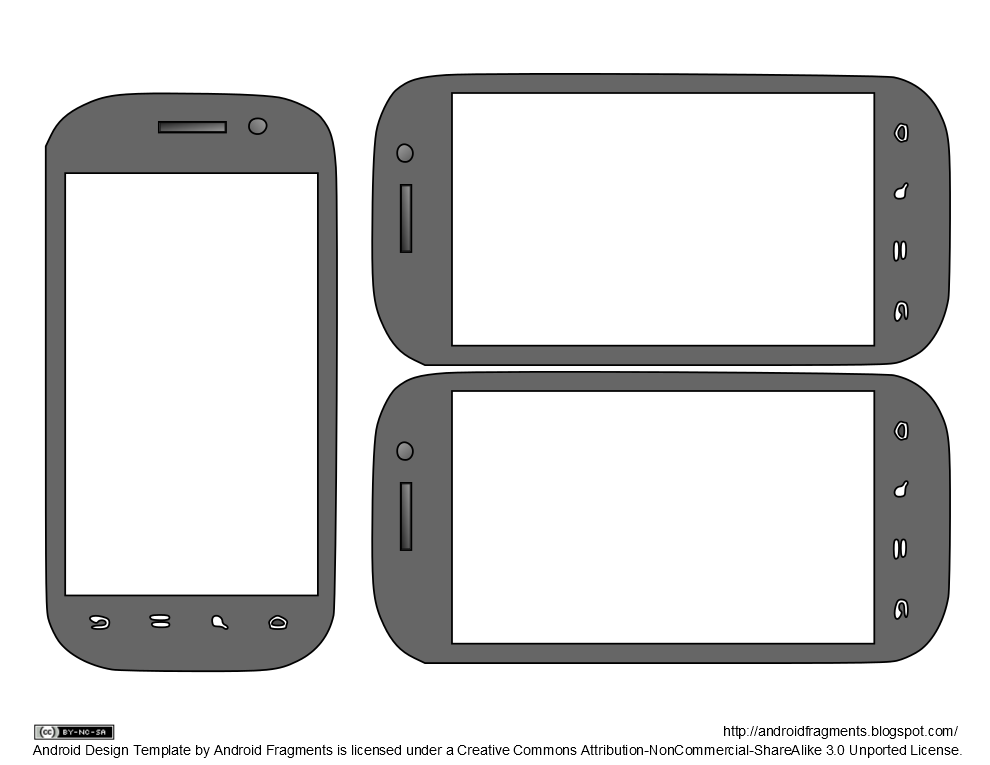 (cc) BY-NC-SA
http://androidfragments.blogspot.com/
Android Design Template by Android Fragments is licensed under a Creative Commons Attribution-NonCommercial-ShareAlike 3.0 Unported License.